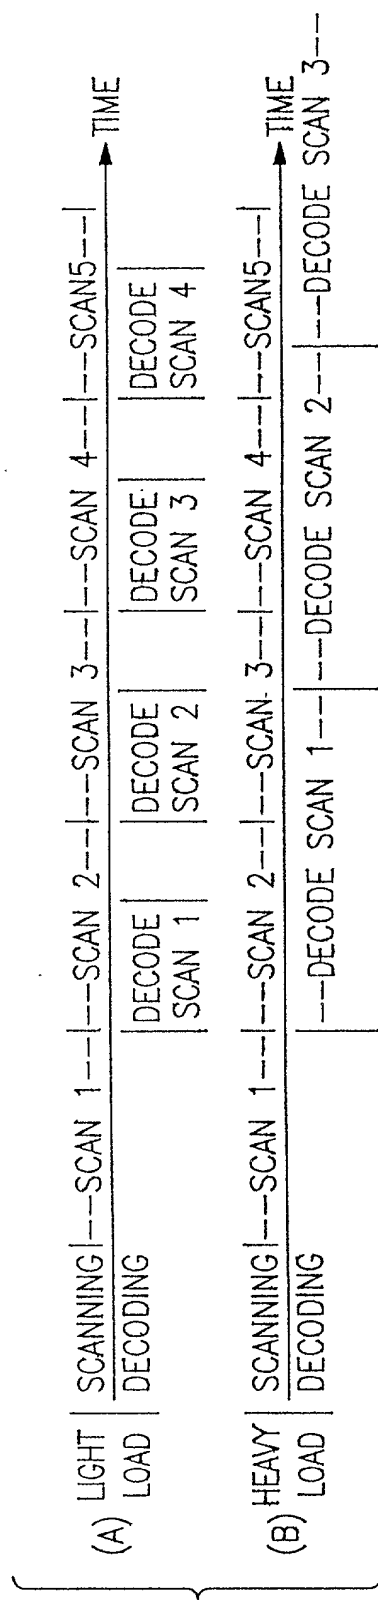 (A) LIGHT LOAD
SCANNING|---SCAN 1---|---SCAN 2---|---SCAN 3---|---SCAN 4---|---SCAN5---|
TIME
DECODING
DECODE SCAN 1
DECODE SCAN 2
DECODE SCAN 3
DECODE SCAN 4
(B) HEAVY LOAD
SCANNING|---SCAN 1---|---SCAN 2---|---SCAN 3---|---SCAN 4---|---SCAN5---|
TIME
DECODING
---DECODE SCAN 1---|---DECODE SCAN 2---|---DECODE SCAN 3---